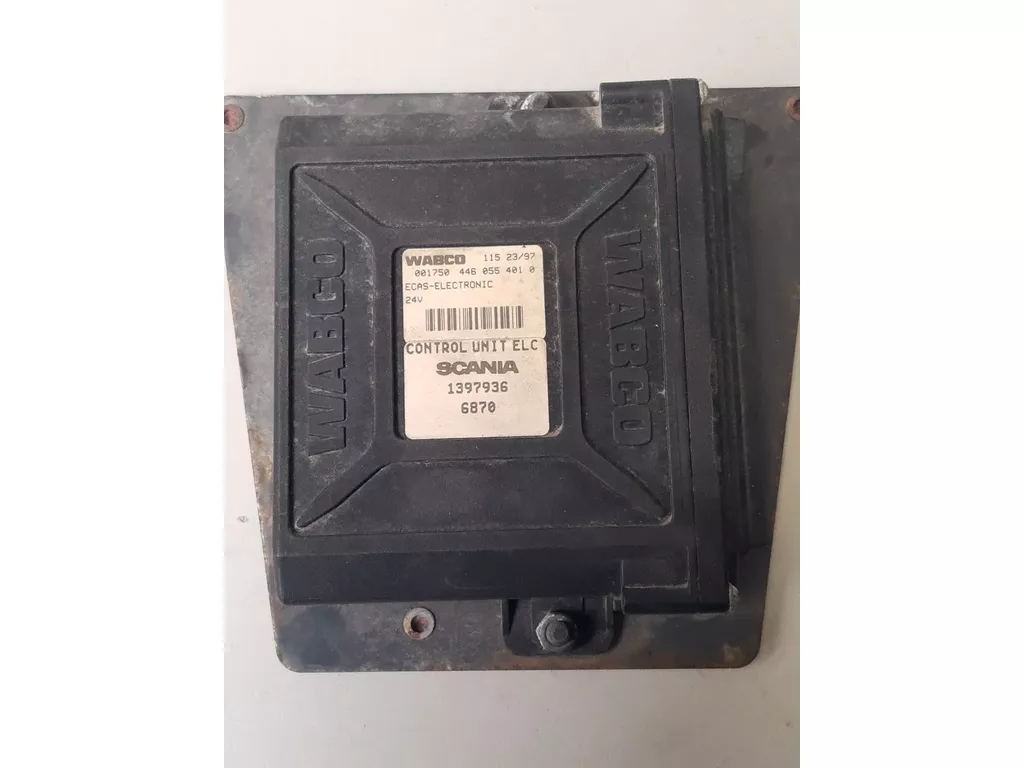 WABCO
WABCO 115 23/97
001750 446 055 401 0
ECAS-ELECTRONIC
24V
CONTROL UNIT ELC
SCANIA
1397936
6870
WABCO